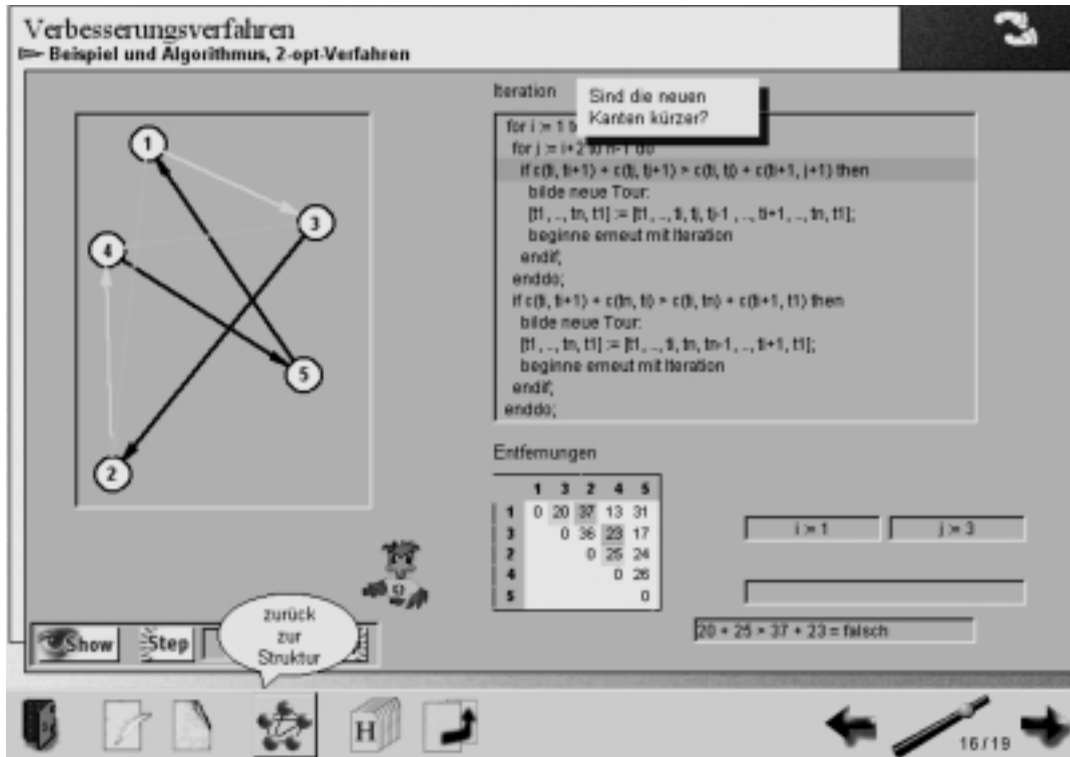 Verbesserungsverfahren
Beispiel und Algorithmus, 2-opt-Verfahren
Iteration
Sind die neuen
Kanten kürzer?
for i := 1 t
for j := i+2 to n-1 do
if c(ti, ti+1) + c(tj, tj+1) > c(ti, tj) + c(ti+1, j+1) then
bilde neue Tour:
[t1, .., tn, t1] := [t1, .., ti, tj, tj-1, .., ti+1, .., tn, t1];
beginne erneut mit Iteration
endif;
enddo;
if c(ti, ti+1) + c(tn, ti) > c(ti, tn) + c(ti+1, t1) then
bilde neue Tour:
[t1, .., tn, t1] := [t1, .., ti, tn, tn-1, .., ti+1, t1];
beginne erneut mit Iteration
endif;
enddo;
1
3
4
5
2
Entfernungen
1 3 2 4 5
1 0 20 37 13 31
3 0 36 23 17
2 0 25 24
4 0 26
5 0
i := 1
j := 3
20 + 25 > 37 + 23 = falsch
zurück
zur
Struktur
Show
Step
H
16/19